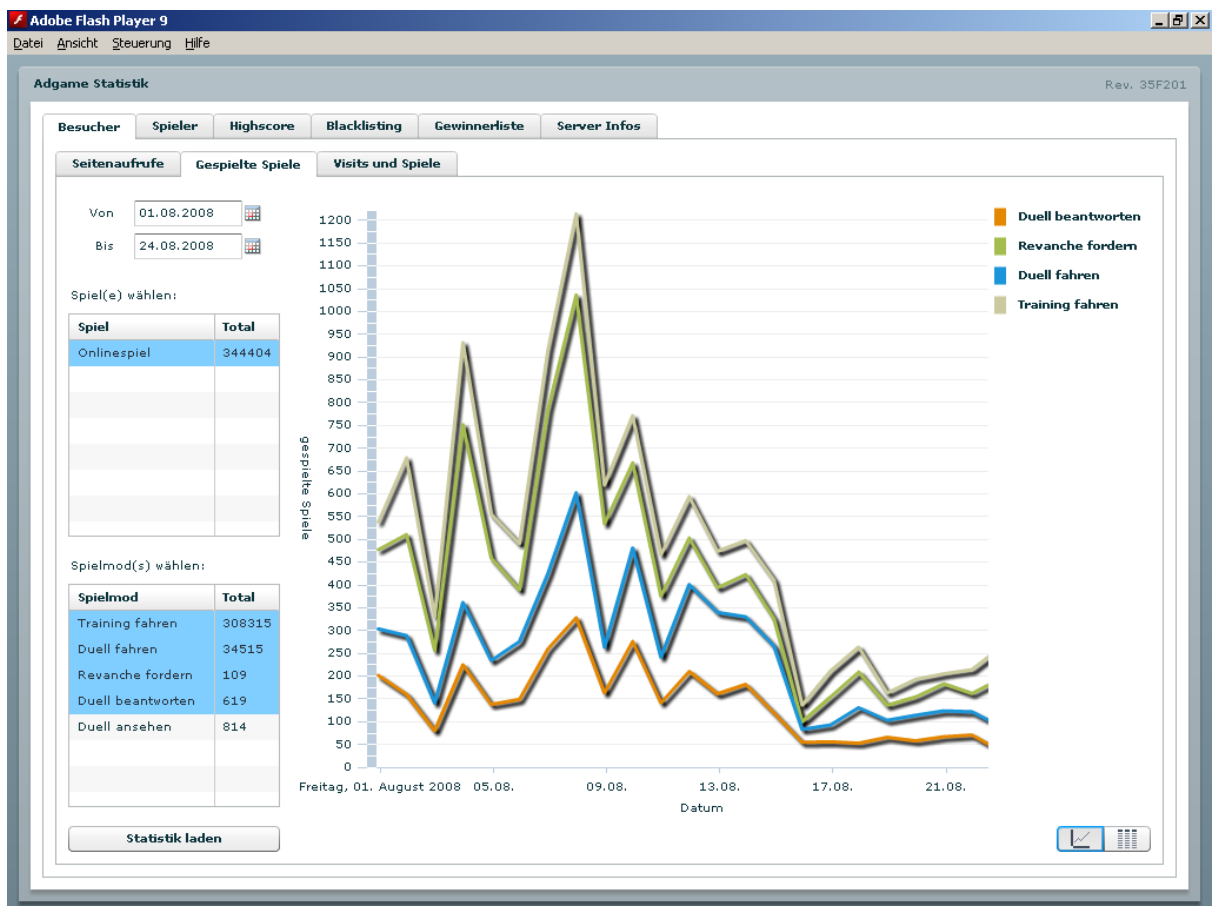 Adobe Flash Player 9
Datei Ansicht Steuerung Hilfe
Adgame Statistik
Rev. 35F201
Besucher Spieler Highscore Blacklisting Gewinnerliste Server Infos
Seitenaufrufe Gespielte Spiele Visits und Spiele
Von 01.08.2008
Bis 24.08.2008
Spiel(e) wählen:
Spiel Total
Onlinespiel 344404
Spielmod(s) wählen:
Spielmod Total
Training fahren 308315
Duell fahren 34515
Revanche fordern 109
Duell beantworten 619
Duell ansehen 814
Statistik laden
gespielte Spiele
1200
1150
1100
1050
1000
950
900
850
800
750
700
650
600
550
500
450
400
350
300
250
200
150
100
50
0
Freitag, 01. August 2008 05.08. 09.08. 13.08. 17.08. 21.08.
Datum
Duell beantworten
Revanche fordern
Duell fahren
Training fahren